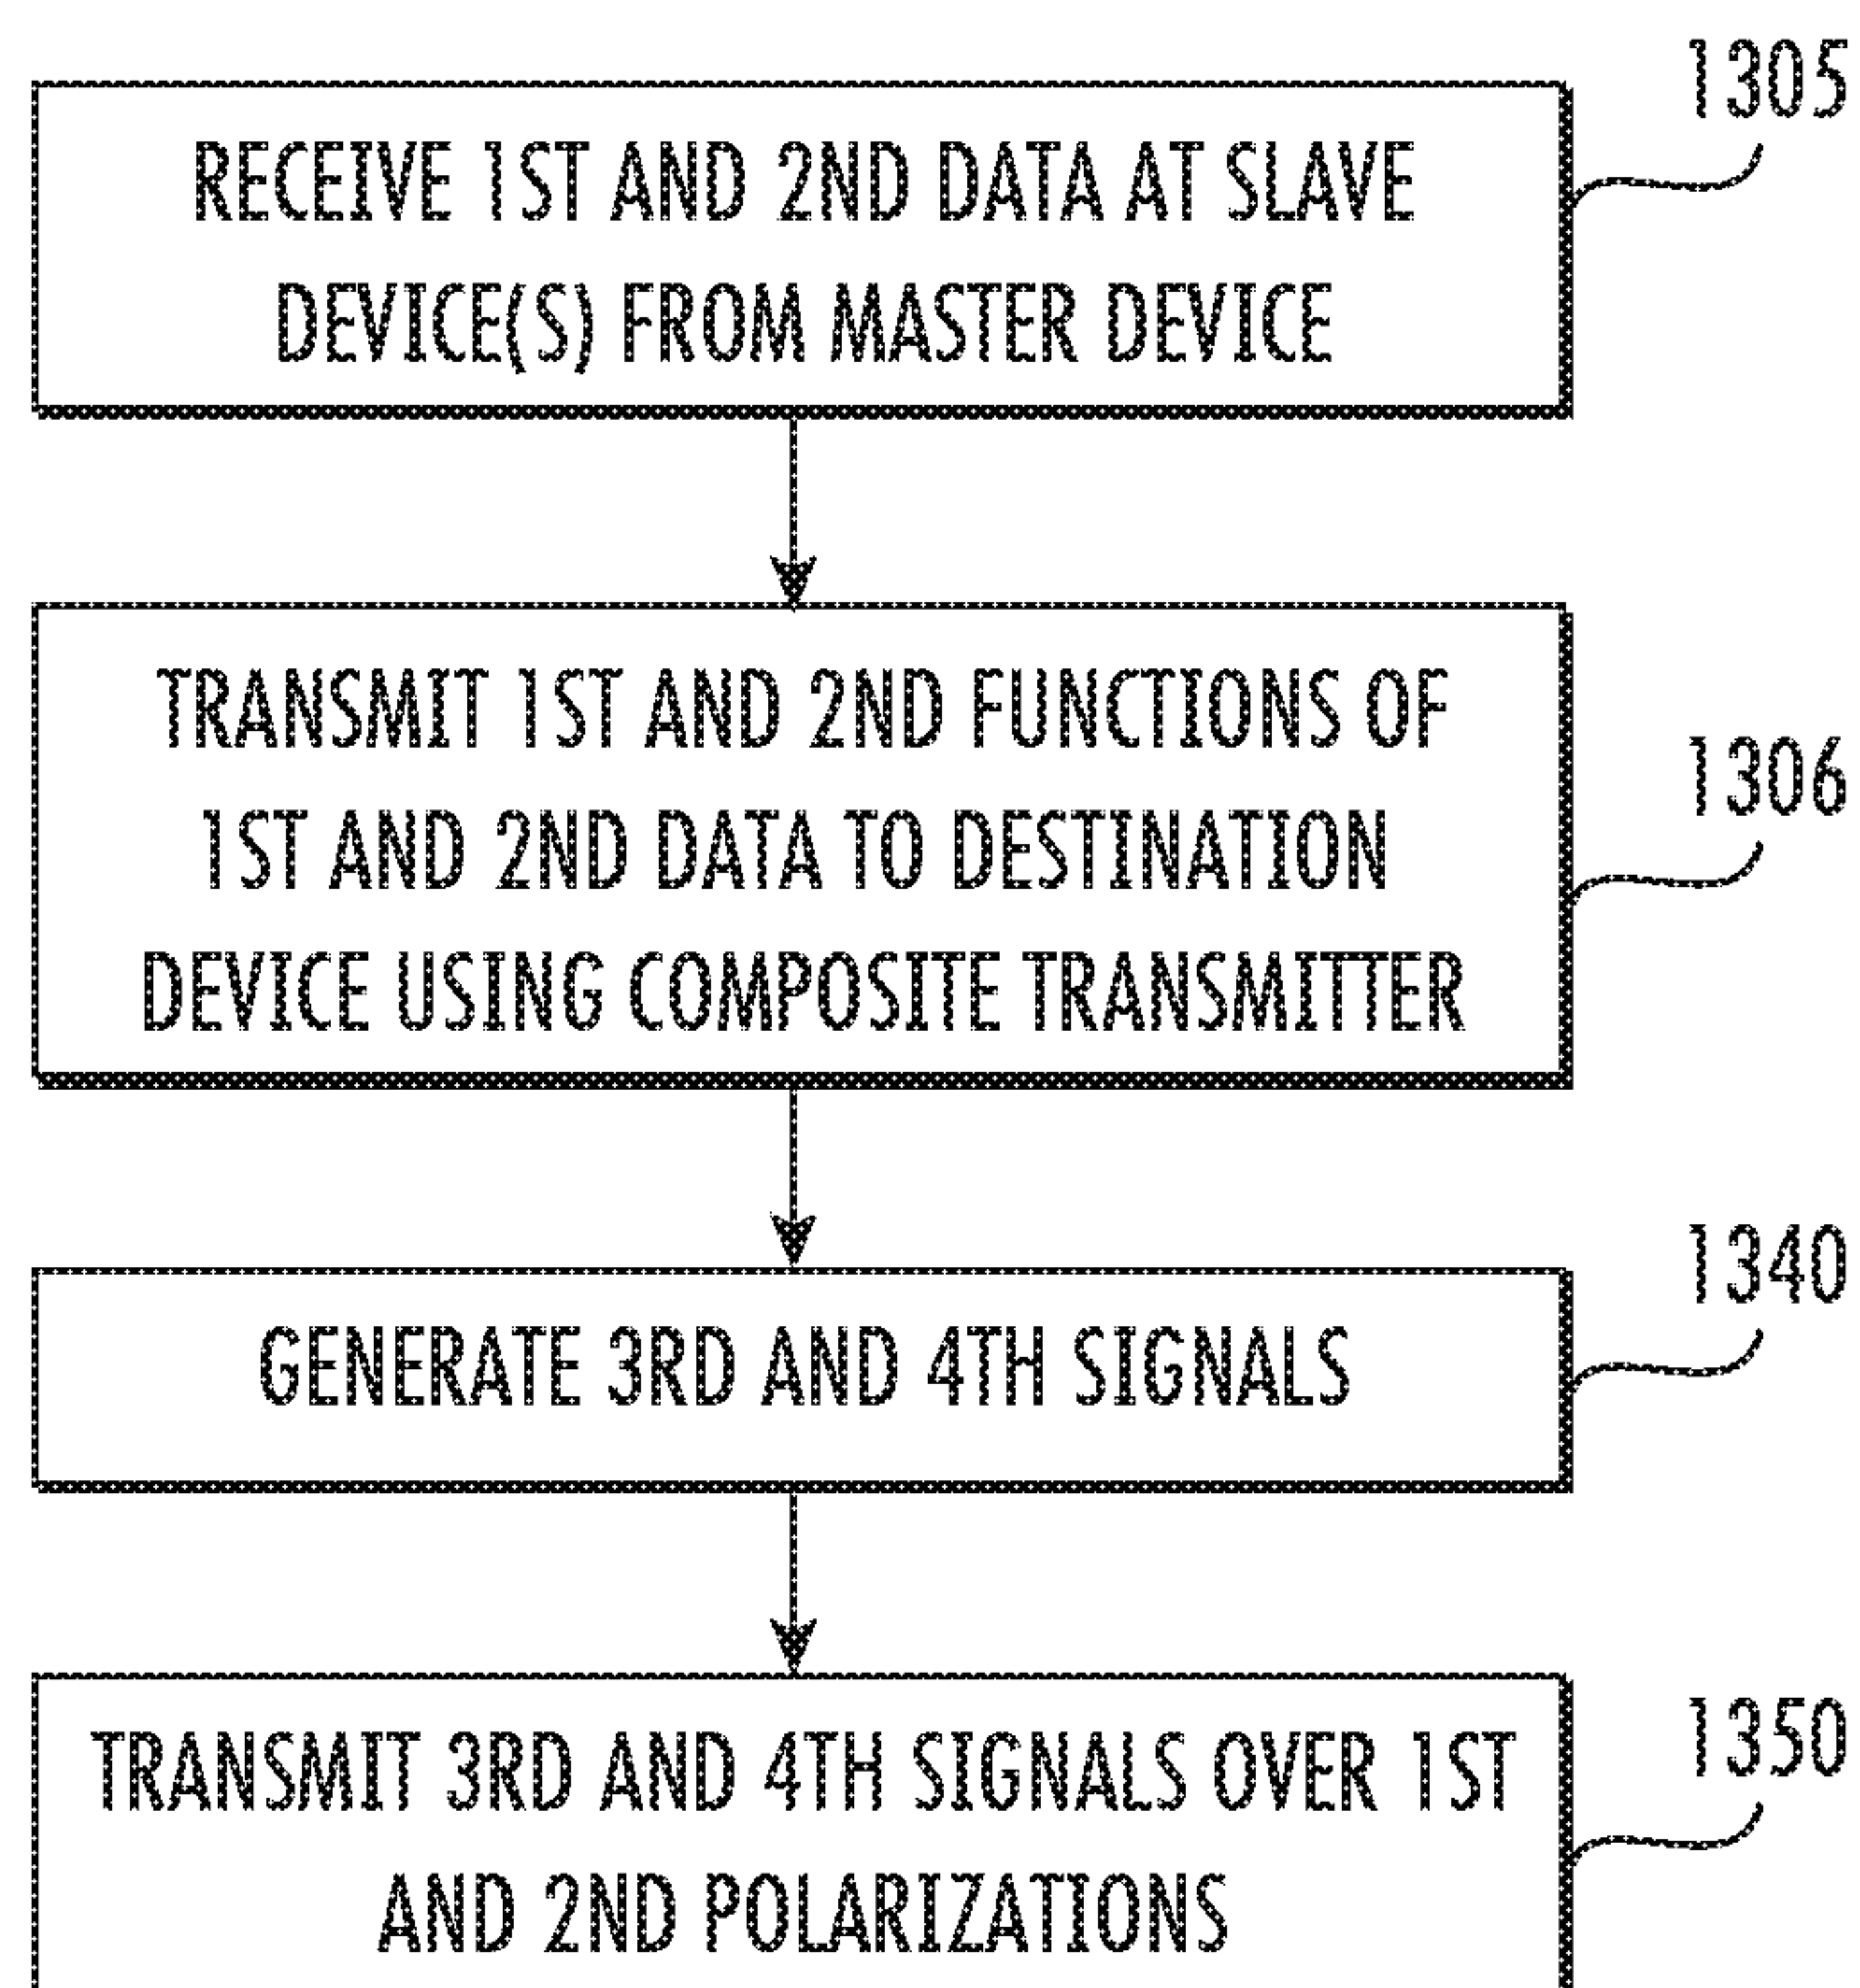 1305
RECEIVE 1ST AND 2ND DATA AT SLAVE
DEVICE(S) FROM MASTER DEVICE
TRANSMIT 1ST AND 2ND FUNCTIONS OF
1ST AND 2ND DATA TO DESTINATION
DEVICE USING COMPOSITE TRANSMITTER
1306
1340
GENERATE 3RD AND 4TH SIGNALS
1350
TRANSMIT 3RD AND 4TH SIGNALS OVER 1ST
AND 2ND POLARIZATIONS